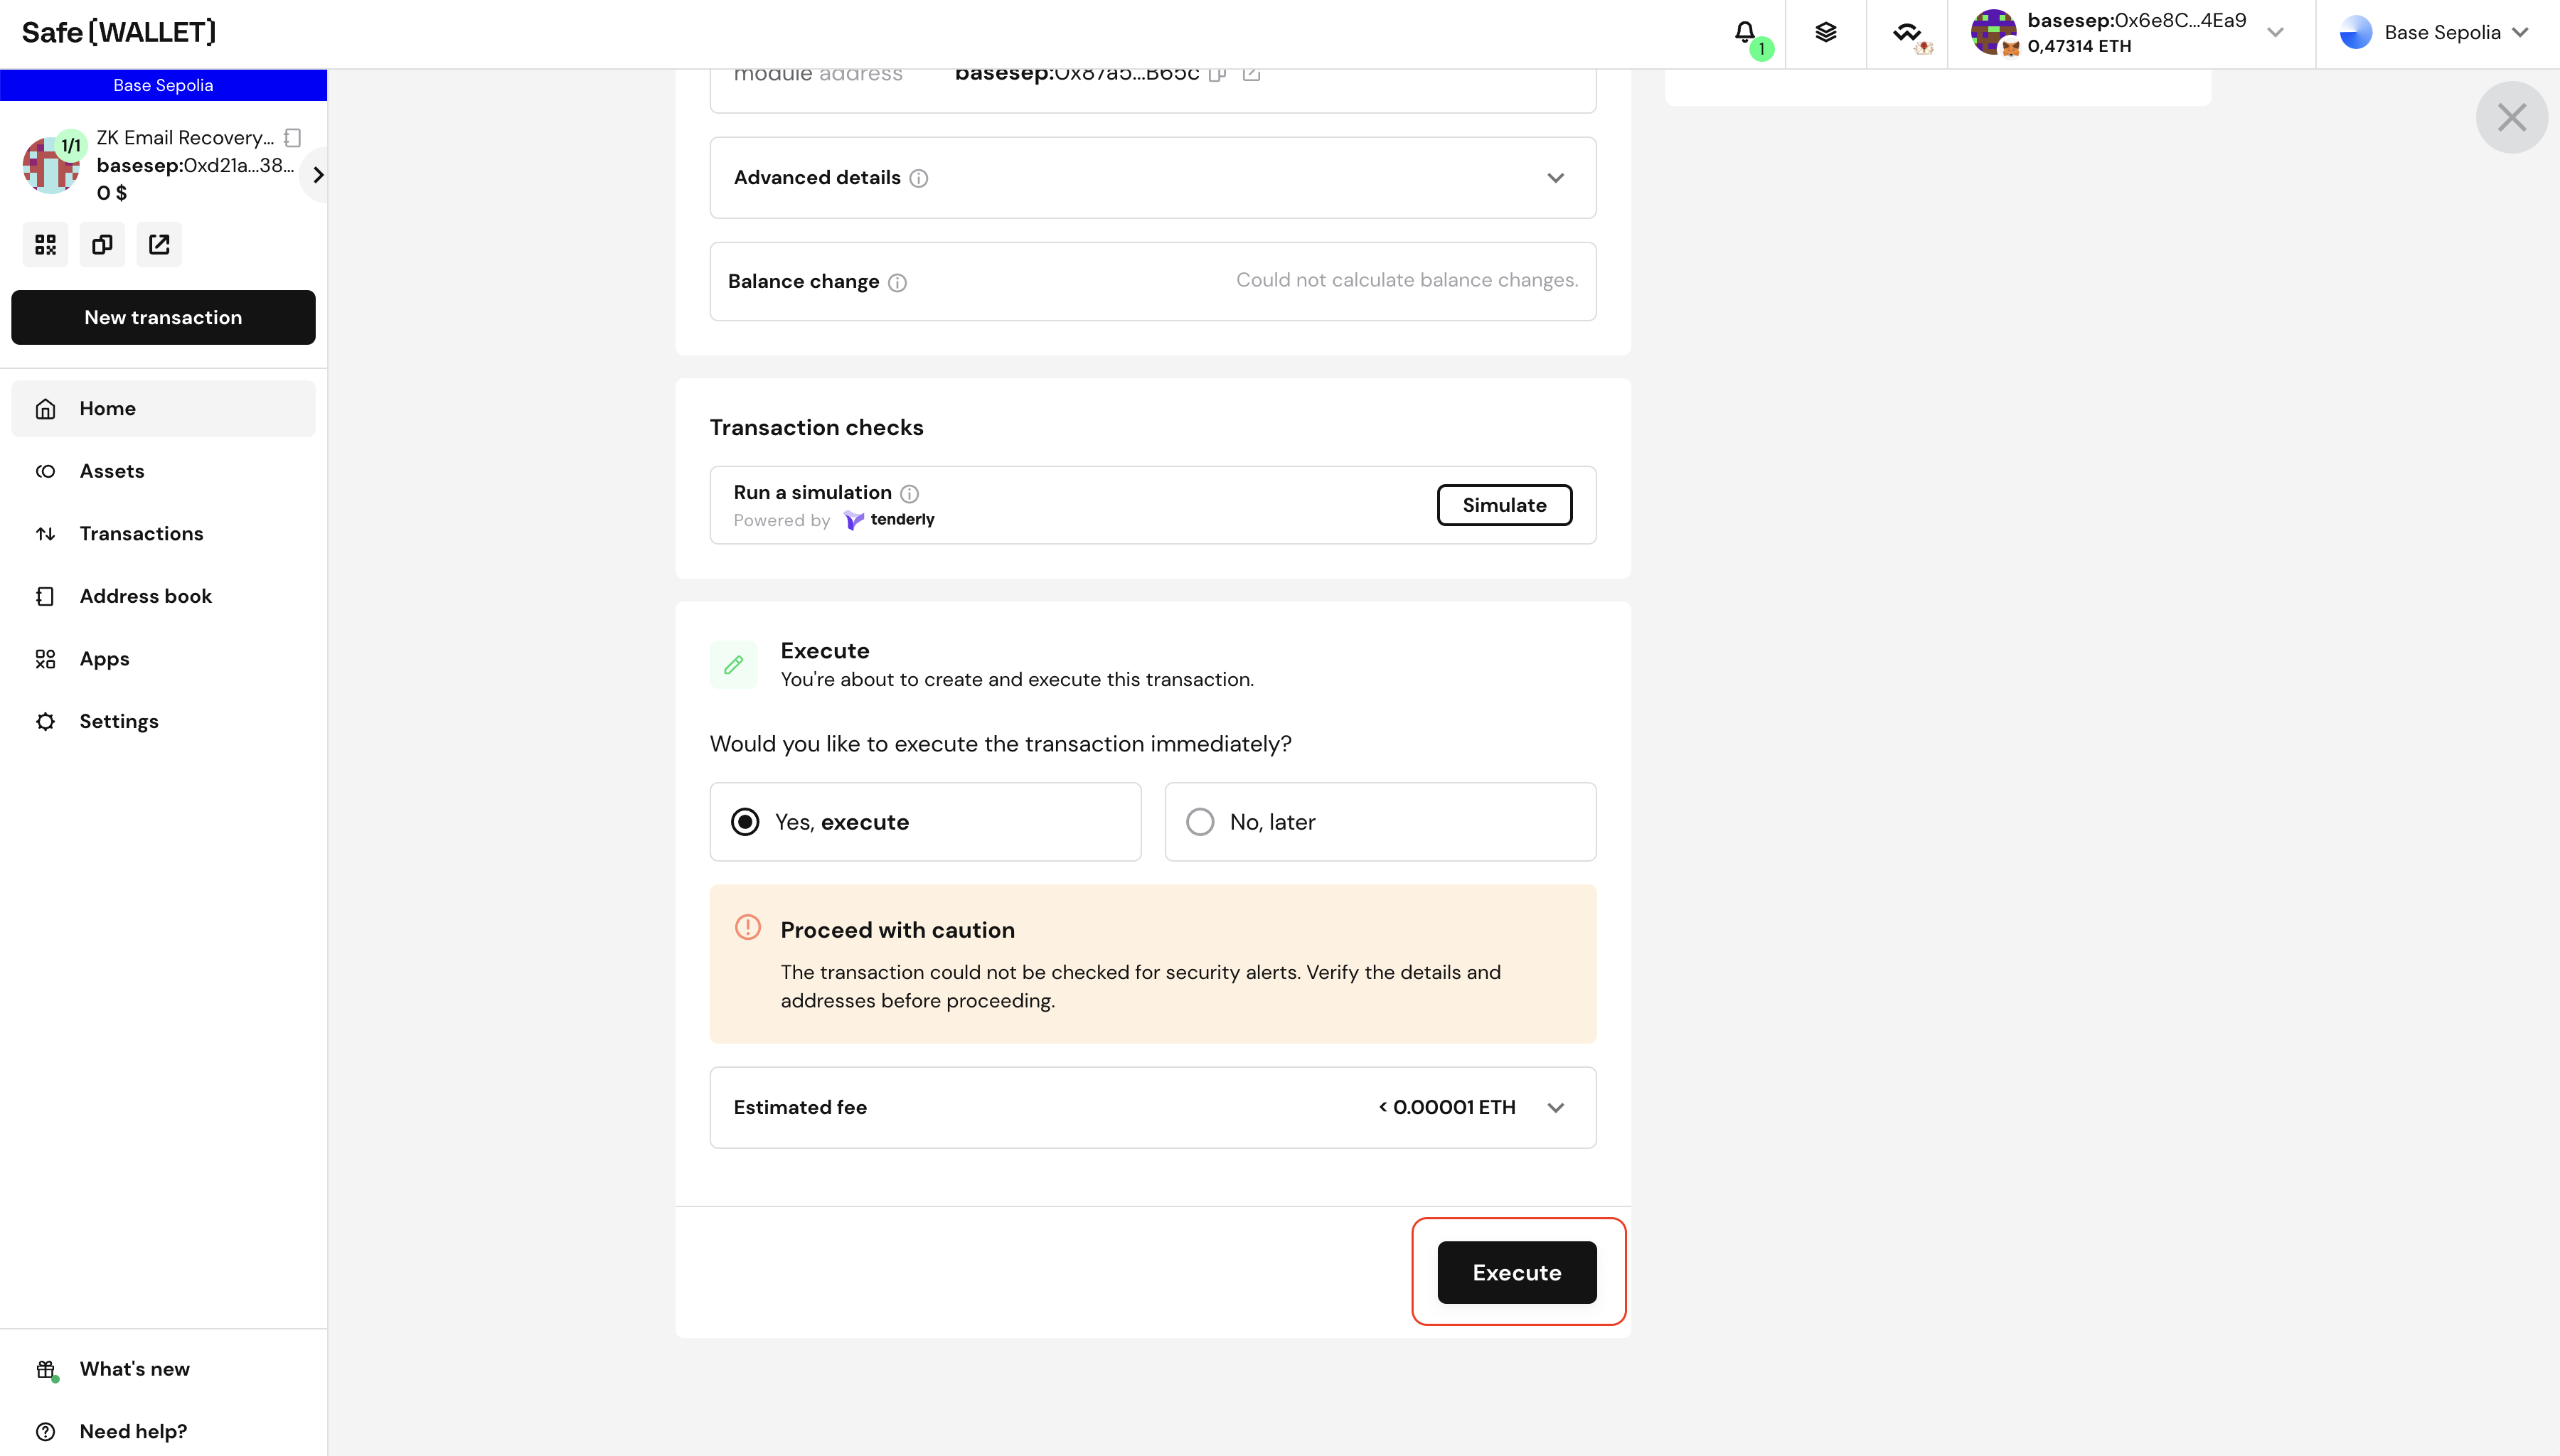 Safe{WALLET}
1
basesep:0x6e8C...4Ea9
0,47314 ETH
Base Sepolia
Base Sepolia
1/1
ZK Email Recovery...
basesep:0xd21a...38...
0 $
New transaction
Home
Assets
Transactions
Address book
Apps
Settings
What's new
Need help?
module address basesep:0x87a5...B65c
Advanced details
Balance change
Could not calculate balance changes.
Transaction checks
Run a simulation
Powered by tenderly
Simulate
Execute
You're about to create and execute this transaction.
Would you like to execute the transaction immediately?
Yes, execute
No, later
Proceed with caution
The transaction could not be checked for security alerts. Verify the details and
addresses before proceeding.
Estimated fee
< 0.00001 ETH
Execute